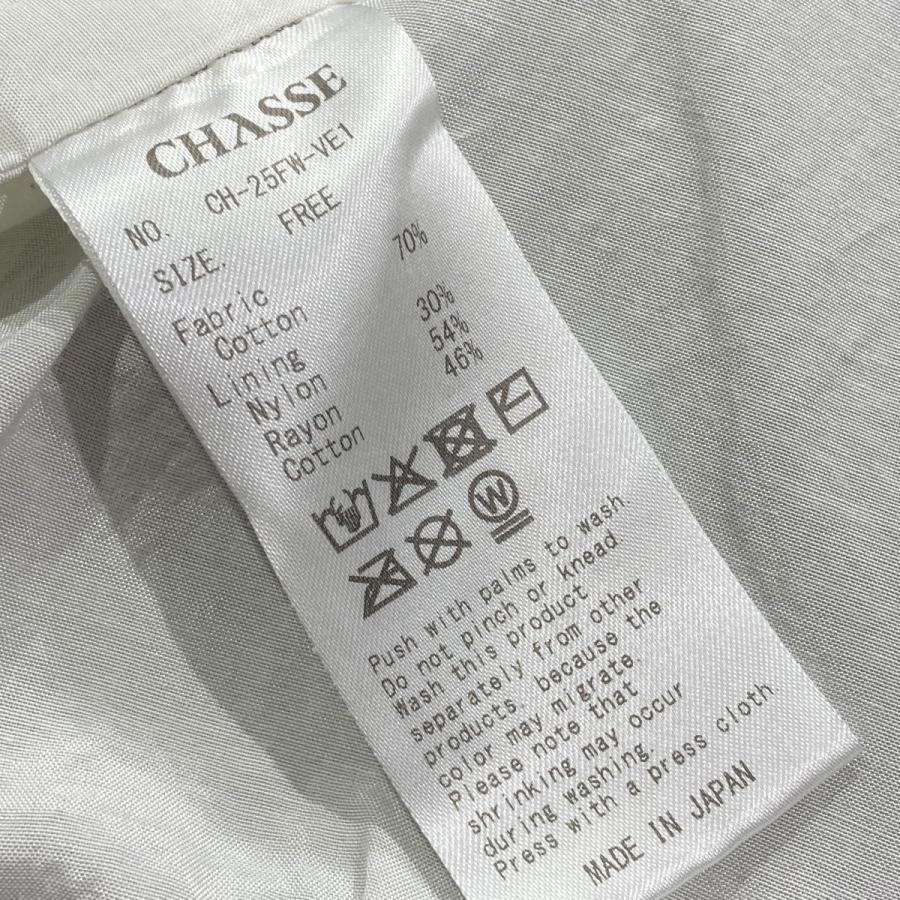 CHASSE
NO. CH-25FW-VE1
SIZE. FREE
Fabric
Cotton 70%
Lining
Nylon 30%
Rayon 54%
Cotton 46%
W
Push with palms to wash
Do not pinch or knead
Wash this product
separately from other
products, because the
color may migrate.
Please note that
shrinking may occur
during washing.
Press with a press cloth
MADE IN JAPAN